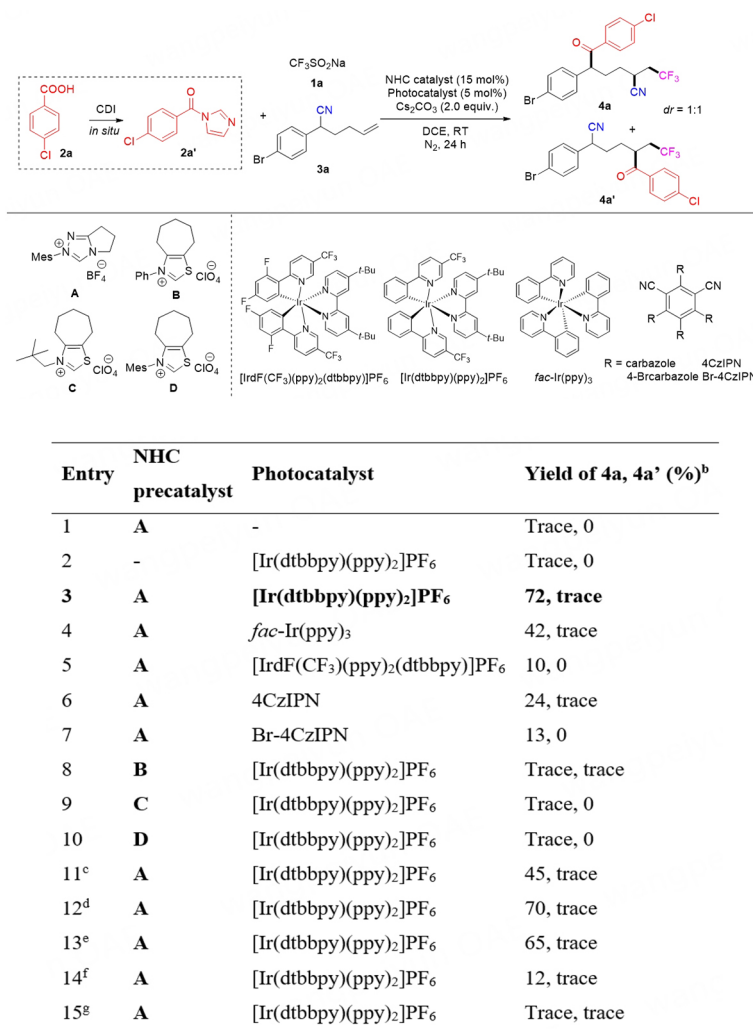 COOH
Cl
2a
CDI
in situ
O
N
N
Cl
2a'
+
CF₃SO₂Na
1a
CN
Br
3a
NHC catalyst (15 mol%)
Photocatalyst (5 mol%)
Cs₂CO₃ (2.0 equiv.)
DCE, RT
N₂, 24 h
Cl
O
CF₃
Br
CN
4a
dr = 1:1
+
CN
CF₃
Br
O
Cl
4a'
N
N
Mes
N
+
⊖
BF₄
A
Ph
N
S
+
⊖
ClO₄
B
N
S
+
⊖
ClO₄
C
Mes
N
S
+
⊖
ClO₄
D
F
CF₃
F
N
t-Bu
N
Ir
N
F
N
t-Bu
F
CF₃
[IrdF(CF₃)(ppy)₂(dtbbpy)]PF₆
CF₃
N
t-Bu
N
Ir
N
N
t-Bu
CF₃
[Ir(dtbbpy)(ppy)₂]PF₆
N
Ir
N
N
fac-Ir(ppy)₃
R
NC
CN
R
R
R
R = carbazole 4CzIPN
4-Brcarbazole Br-4CzIPN
Entry NHC precatalyst Photocatalyst Yield of 4a, 4a’ (%)ᵇ
1 A - Trace, 0
2 - [Ir(dtbbpy)(ppy)₂]PF₆ Trace, 0
3 A [Ir(dtbbpy)(ppy)₂]PF₆ 72, trace
4 A fac-Ir(ppy)₃ 42, trace
5 A [IrdF(CF₃)(ppy)₂(dtbbpy)]PF₆ 10, 0
6 A 4CzIPN 24, trace
7 A Br-4CzIPN 13, 0
8 B [Ir(dtbbpy)(ppy)₂]PF₆ Trace, trace
9 C [Ir(dtbbpy)(ppy)₂]PF₆ Trace, 0
10 D [Ir(dtbbpy)(ppy)₂]PF₆ Trace, 0
11ᶜ A [Ir(dtbbpy)(ppy)₂]PF₆ 45, trace
12ᵈ A [Ir(dtbbpy)(ppy)₂]PF₆ 70, trace
13ᵉ A [Ir(dtbbpy)(ppy)₂]PF₆ 65, trace
14ᶠ A [Ir(dtbbpy)(ppy)₂]PF₆ 12, trace
15ᵍ A [Ir(dtbbpy)(ppy)₂]PF₆ Trace, trace